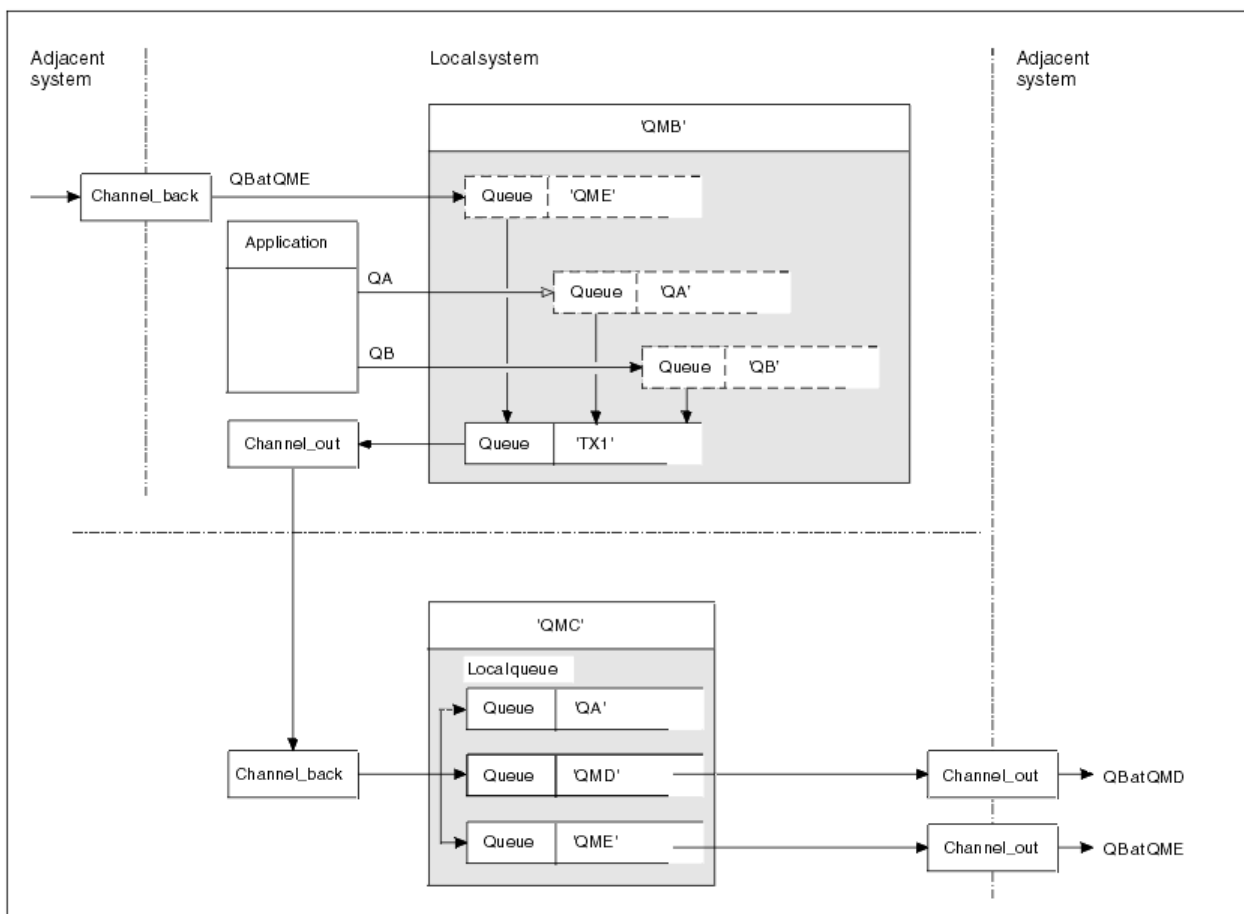 Adjacent
system
Localsystem
Adjacent
system
'QMB'
Channel_back
QBatQME
Queue
'QME'
Application
QA
Queue
'QA'
QB
Queue
'QB'
Channel_out
Queue
'TX1'
'QMC'
Localqueue
Queue
'QA'
Channel_back
Queue
'QMD'
Channel_out
QBatQMD
Queue
'QME'
Channel_out
QBatQME